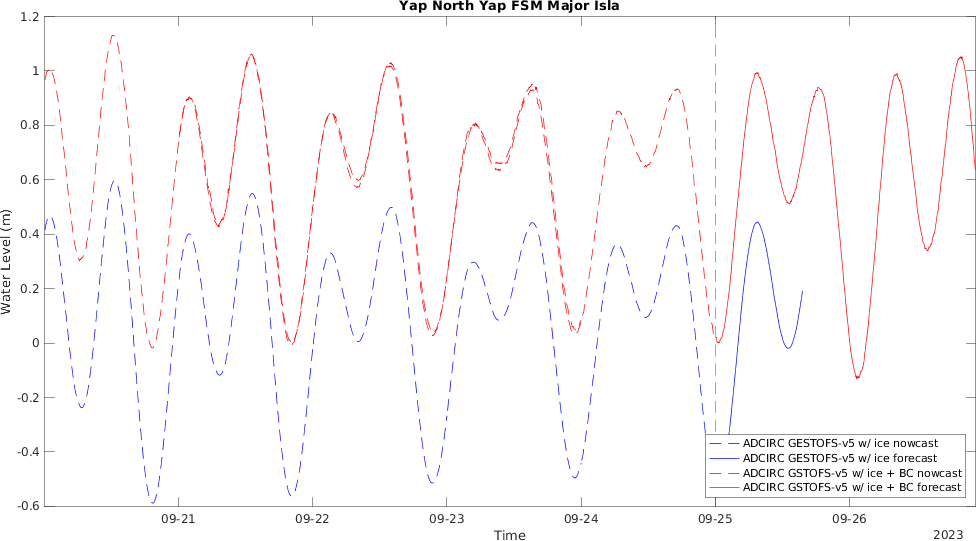 Yap North Yap FSM Major Isla
1.2
1
0.8
0.6
0.4
0.2
0
-0.2
-0.4
-0.6
Water Level (m)
ADCIRC GESTOFS-v5 w/ ice nowcast
ADCIRC GESTOFS-v5 w/ ice forecast
ADCIRC GSTOFS-v5 w/ ice + BC nowcast
ADCIRC GSTOFS-v5 w/ ice + BC forecast
09-21
09-22
09-23
09-24
09-25
09-26
Time
2023